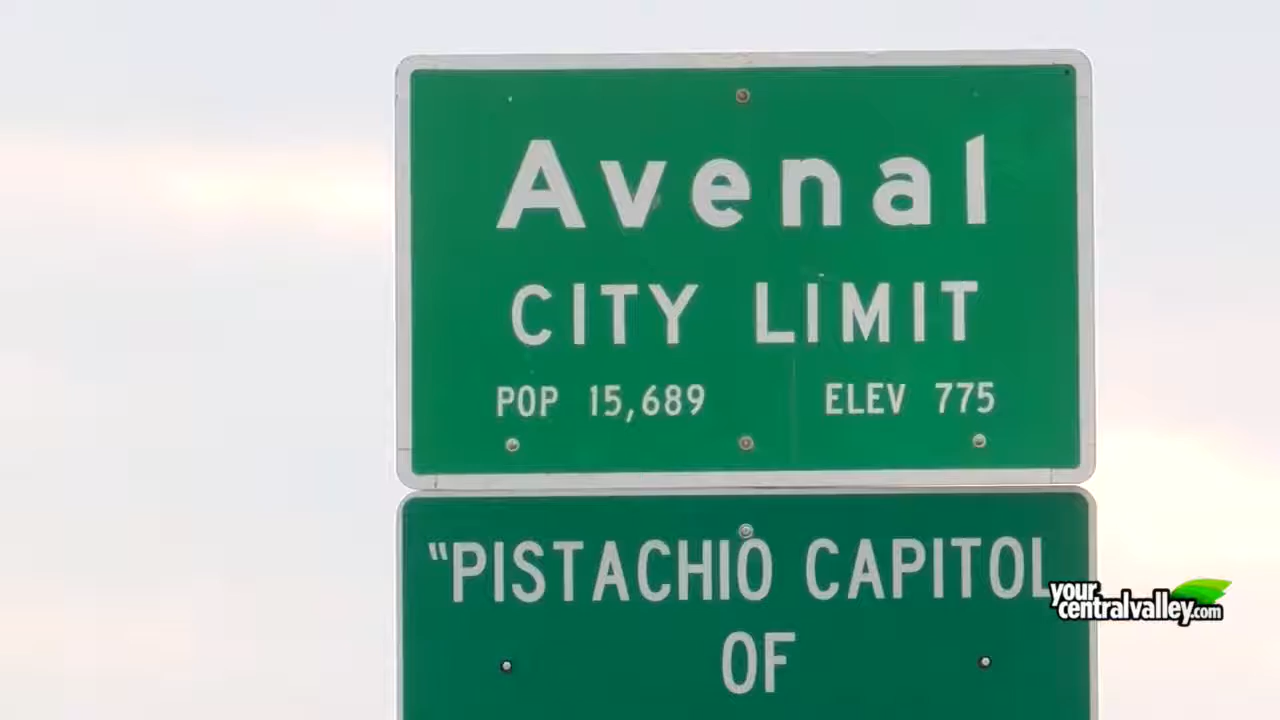 Avenal
CITY LIMIT
POP 15,689 ELEV 775
"PISTACHIO CAPITOL
OF
your
centralvalley.com